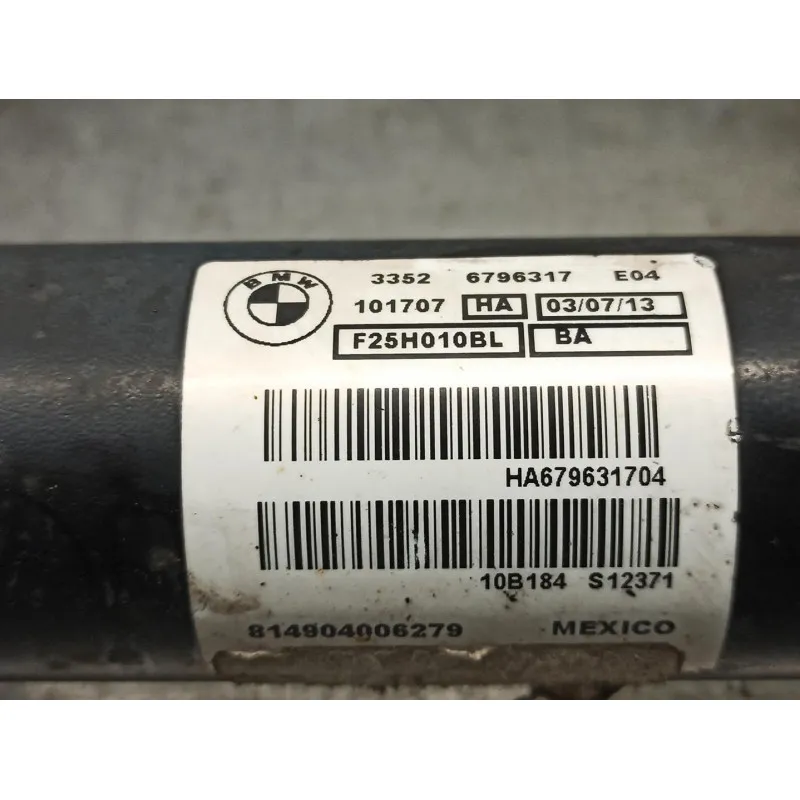 BMW
3352 6796317 E04
101707 HA 03/07/13
F25H010BL BA
HA679631704
10B184 S12371
814904006279 MEXICO